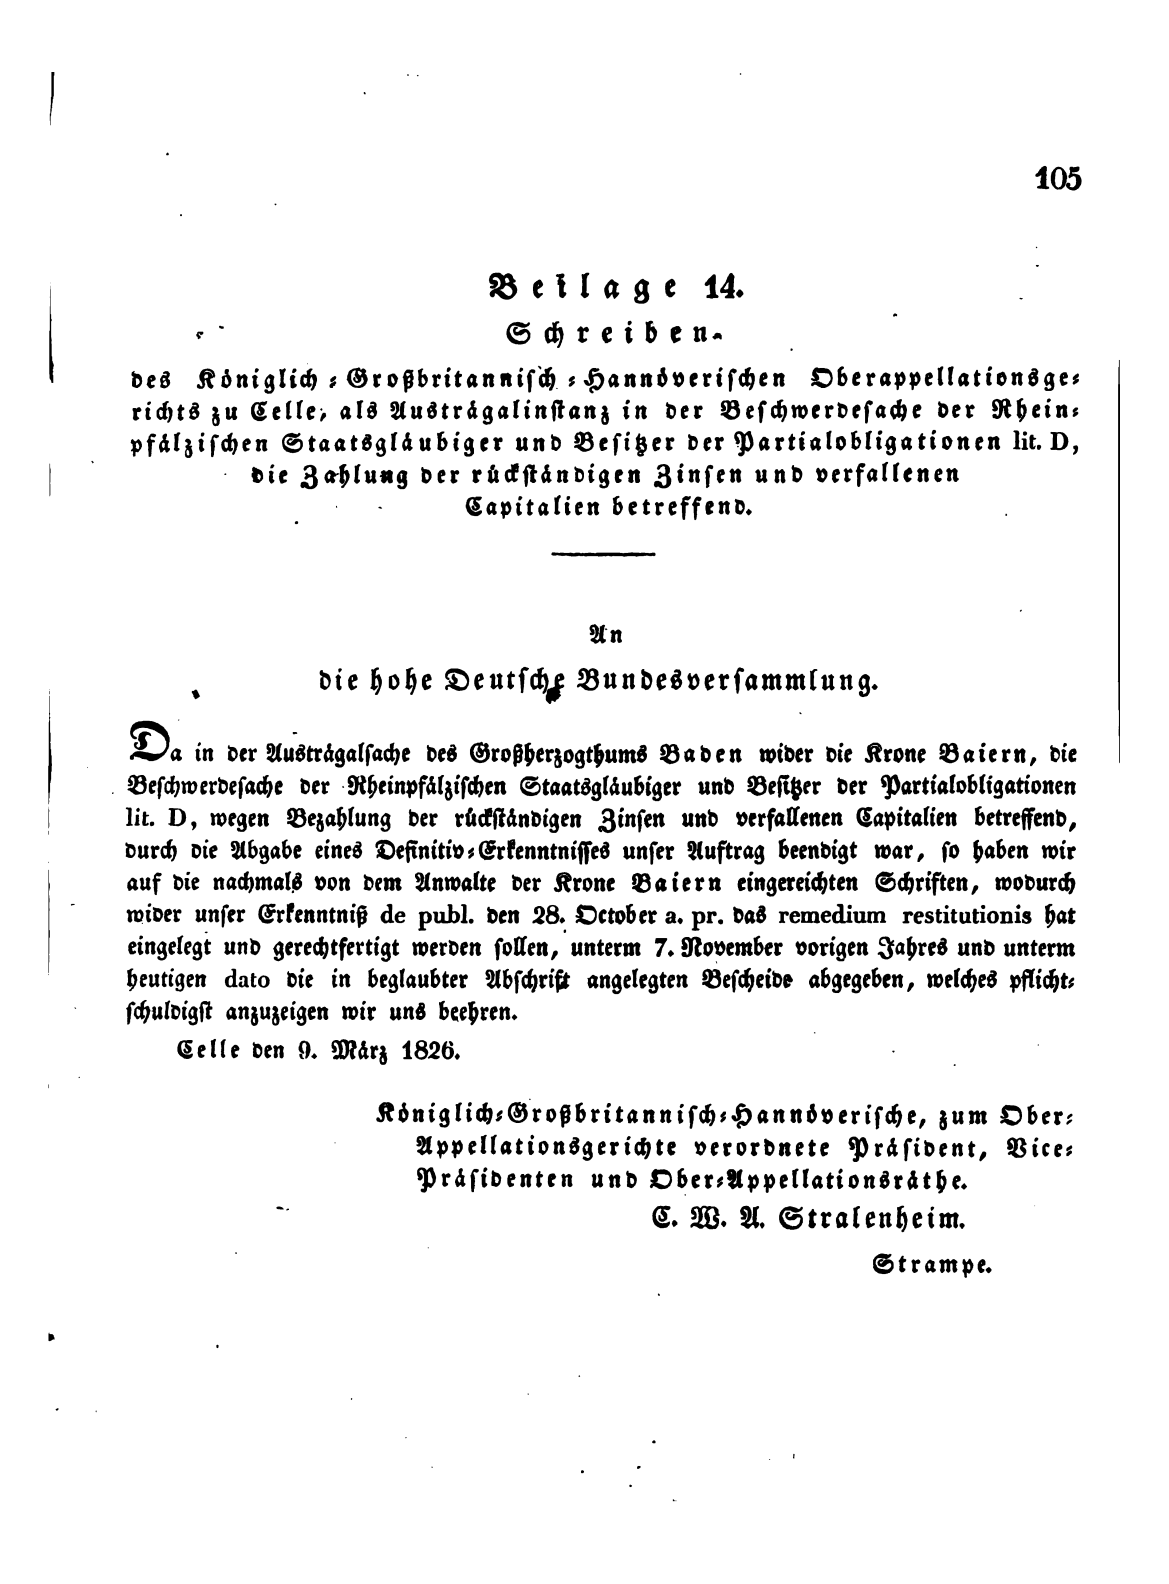 105
Beilage 14.
Schreiben
des Königlich-Großbritannisch-Hannöverischen Oberappellationsge-
richts zu Celle, als Austrägalinstanz in der Beschwerdesache der Rhein-
pfälzischen Staatsgläubiger und Besitzer der Partialobligationen lit. D,
die Zahlung der rückständigen Zinsen und verfallenen
Capitalien betreffend.
An
die hohe Deutsche Bundesversammlung.
Da in der Austrägalsache des Großherzogthums Baden wider die Krone Baiern, die
Beschwerdesache der Rheinpfälzischen Staatsgläubiger und Besitzer der Partialobligationen
lit. D, wegen Bezahlung der rückständigen Zinsen und verfallenen Capitalien betreffend,
durch die Abgabe eines Definitiv-Erkenntnisses unser Auftrag beendigt war, so haben wir
auf die nachmals von dem Anwalte der Krone Baiern eingereichten Schriften, wodurch
wider unser Erkenntniß de publ. den 28. October a. pr. das remedium restitutionis hat
eingelegt und gerechtfertigt werden sollen, unterm 7. November vorigen Jahres und unterm
heutigen dato die in beglaubter Abschrift angelegten Bescheide abgegeben, welches pflicht-
schuldigst anzuzeigen wir uns beehren.
Celle den 9. März 1826.
Königlich-Großbritannisch-Hannöverische, zum Ober-
Appellationsgerichte verordnete Präsident, Vice-
Präsidenten und Ober-Appellationsräthe.
C. W. A. Stralenheim.
Strampe.